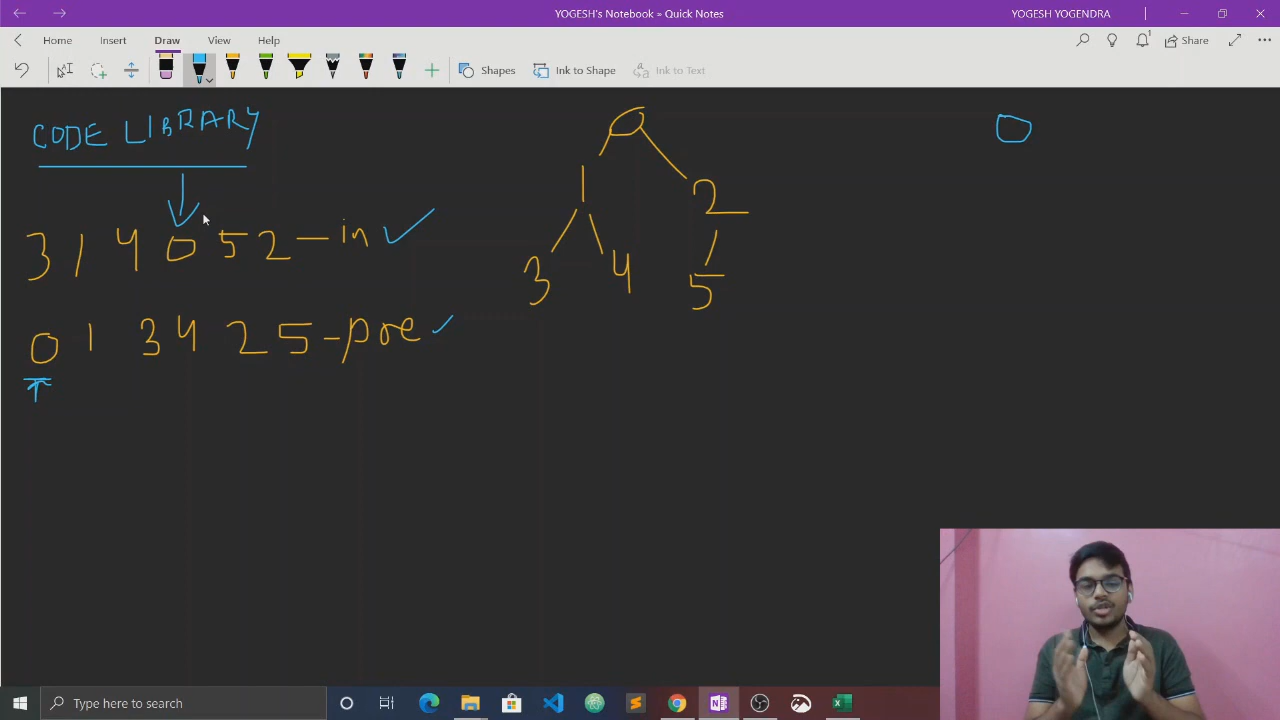 YOGESH's Notebook » Quick Notes
YOGESH YOGENDRA
Home Insert Draw View Help
Share
Shapes
Ink to Shape
Ink to Text
CODE LIBRARY
3 1 4 0 5 2 — in
0 1 3 4 2 5 - pre
0
1
2
3 4 5
0
Type here to search